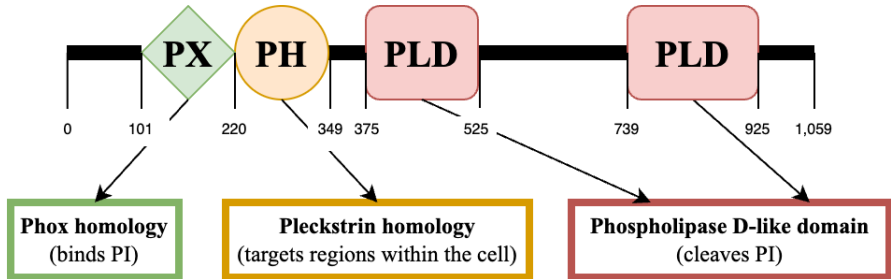 PX PH PLD PLD
0 101 220 349 375 525 739 925 1,059
Phox homology
(binds PI)
Pleckstrin homology
(targets regions within the cell)
Phospholipase D-like domain
(cleaves PI)